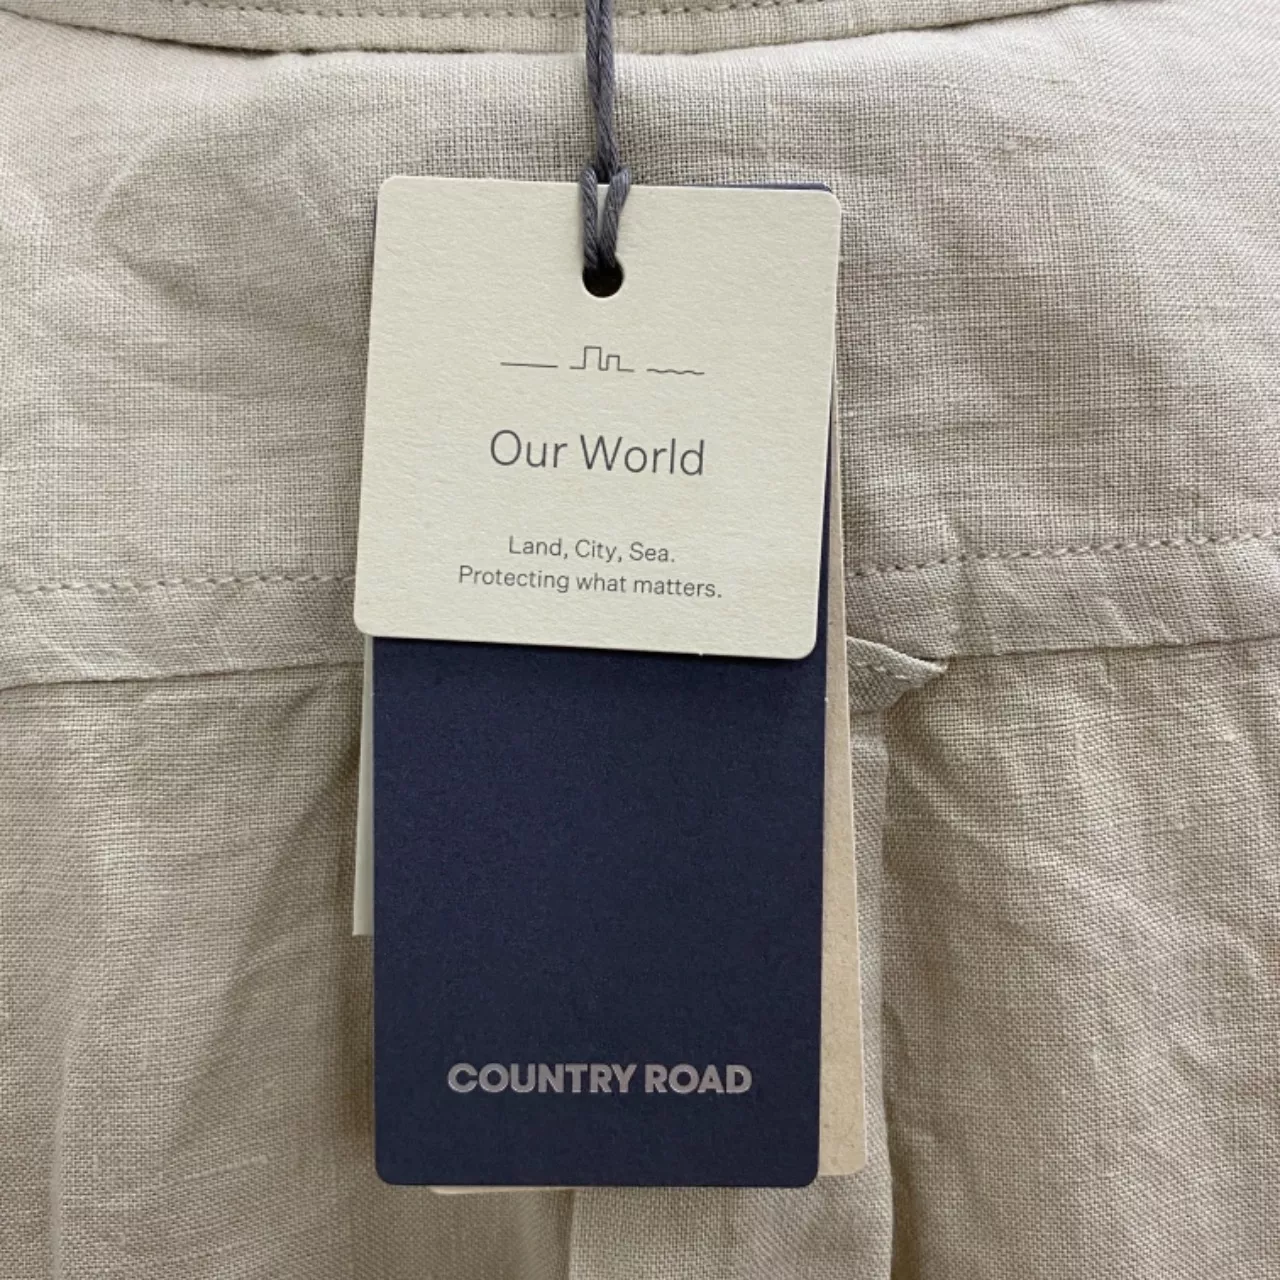 Our World
Land, City, Sea.
Protecting what matters.
COUNTRY ROAD